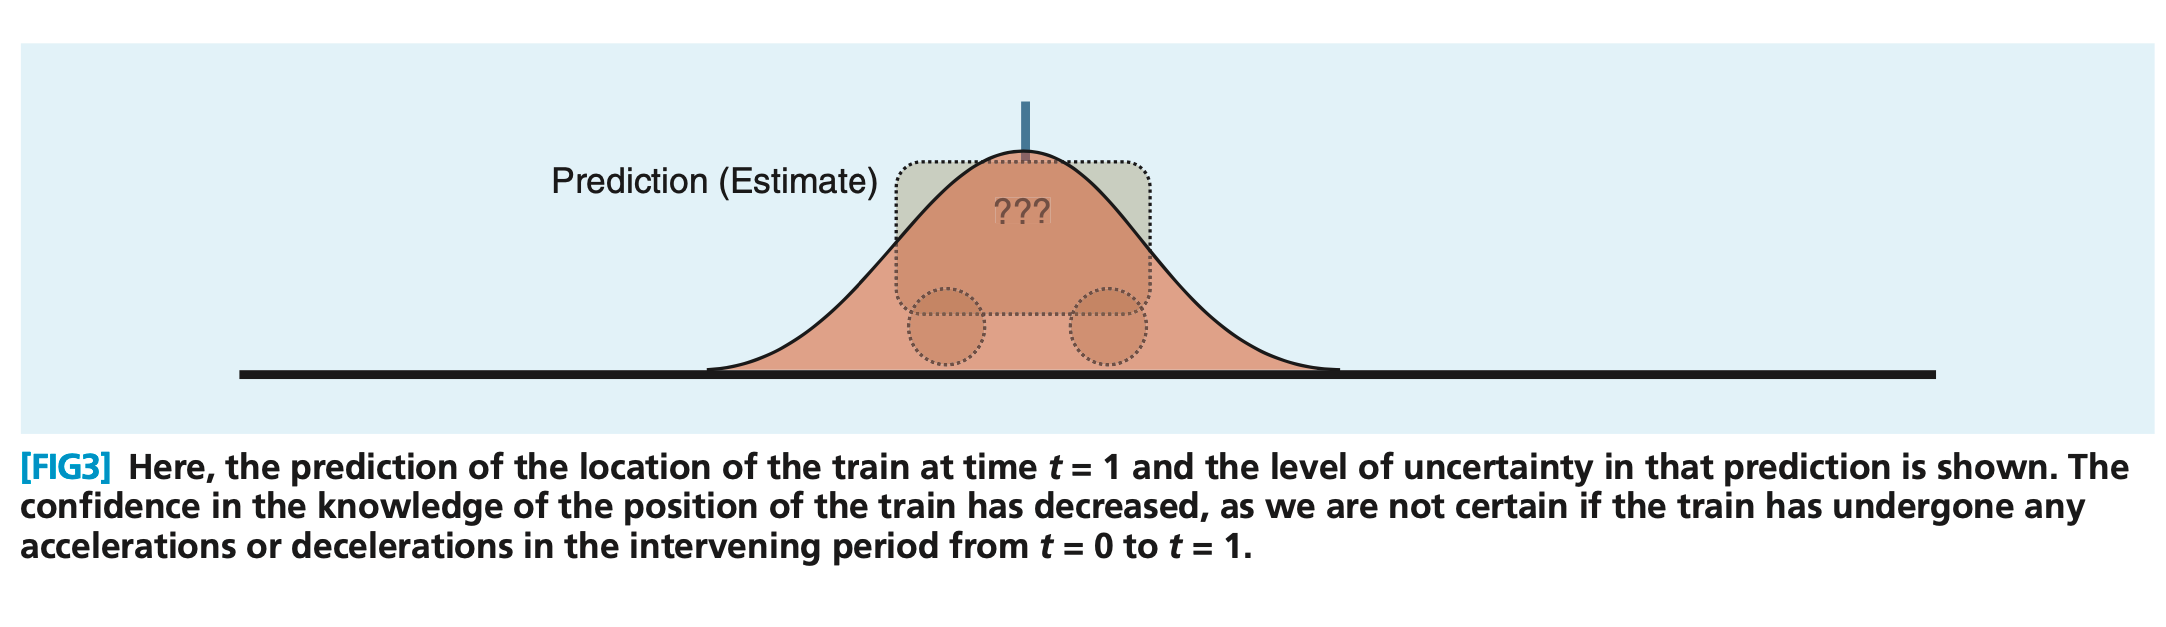 Prediction (Estimate)
???
[FIG3] Here, the prediction of the location of the train at time t = 1 and the level of uncertainty in that prediction is shown. The
confidence in the knowledge of the position of the train has decreased, as we are not certain if the train has undergone any
accelerations or decelerations in the intervening period from t = 0 to t = 1.